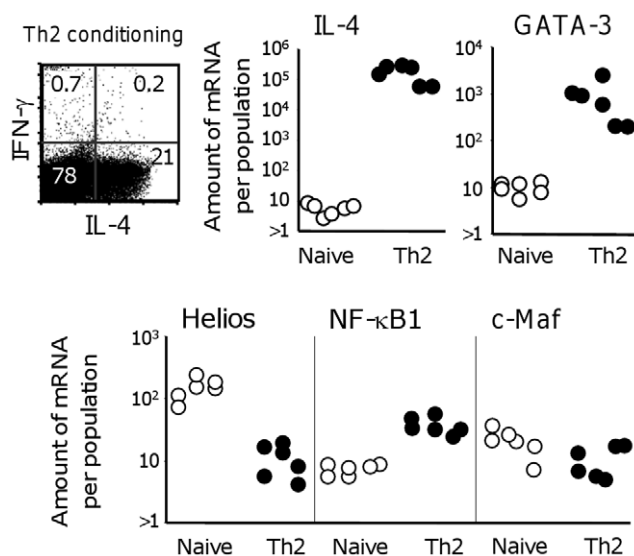 Th2 conditioning
0.7 0.2
78 21
IFN-γ
IL-4
Amount of mRNA
per population
IL-4
10⁶
10⁵
10⁴
10³
10²
10
>1
Naive Th2
GATA-3
10⁴
10³
10²
10
>1
Naive Th2
Amount of mRNA
per population
10³
10²
10
>1
Helios NF-κB1 c-Maf
Naive Th2 Naive Th2 Naive Th2